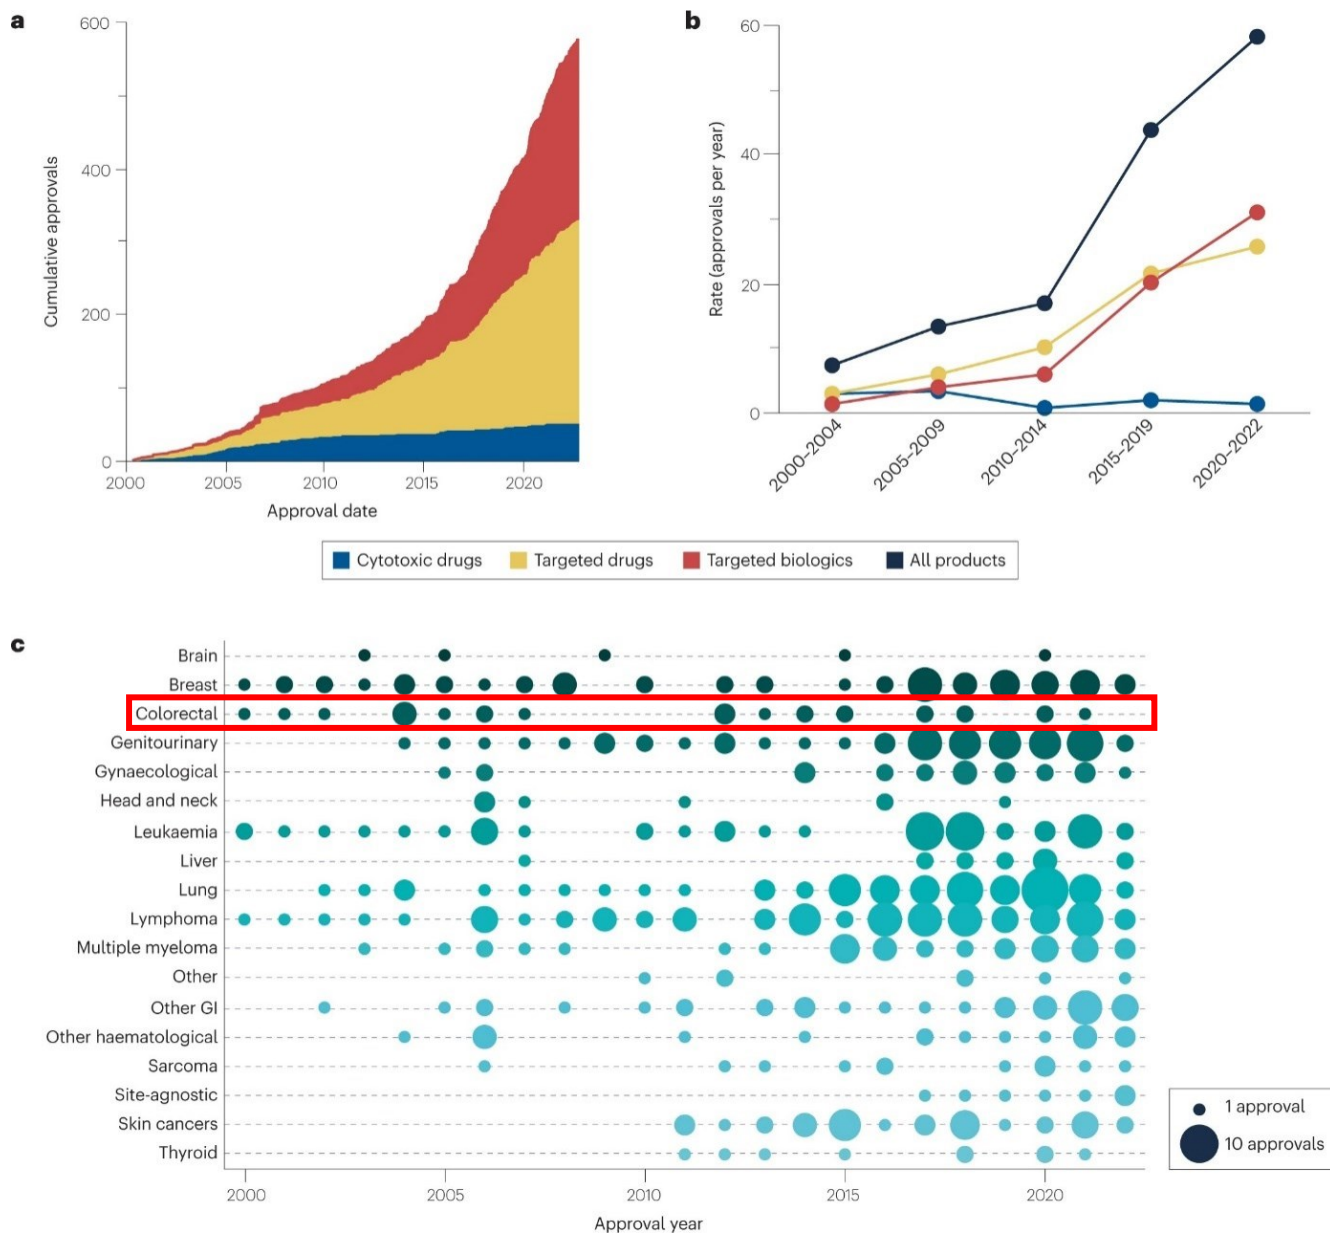 a
600
400
200
0
Cumulative approvals
2000 2005 2010 2015 2020
Approval date
b
60
40
20
0
Rate (approvals per year)
2000–2004
2005–2009
2010–2014
2015–2019
2020–2022
Cytotoxic drugs Targeted drugs Targeted biologics All products
c
Brain
Breast
Colorectal
Genitourinary
Gynaecological
Head and neck
Leukaemia
Liver
Lung
Lymphoma
Multiple myeloma
Other
Other GI
Other haematological
Sarcoma
Site-agnostic
Skin cancers
Thyroid
2000 2005 2010 2015 2020
Approval year
1 approval
10 approvals